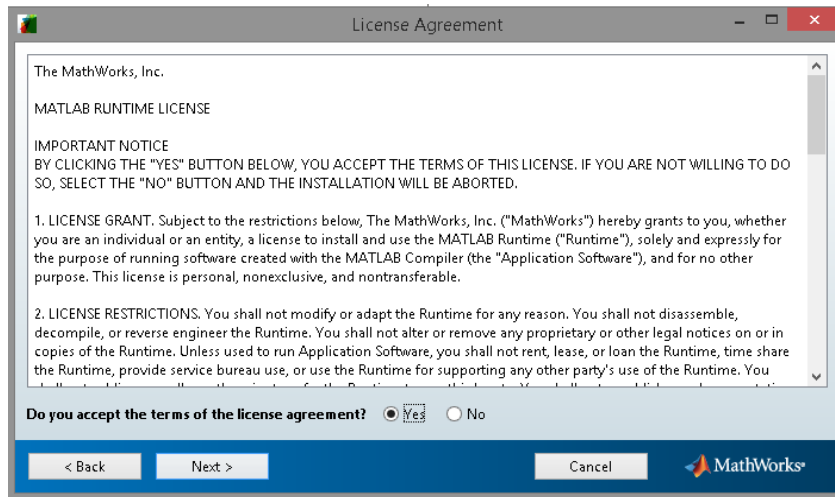 License Agreement
The MathWorks, Inc.
MATLAB RUNTIME LICENSE
IMPORTANT NOTICE
BY CLICKING THE "YES" BUTTON BELOW, YOU ACCEPT THE TERMS OF THIS LICENSE. IF YOU ARE NOT WILLING TO DO
SO, SELECT THE "NO" BUTTON AND THE INSTALLATION WILL BE ABORTED.
1. LICENSE GRANT. Subject to the restrictions below, The MathWorks, Inc. ("MathWorks") hereby grants to you, whether
you are an individual or an entity, a license to install and use the MATLAB Runtime ("Runtime"), solely and expressly for
the purpose of running software created with the MATLAB Compiler (the "Application Software"), and for no other
purpose. This license is personal, nonexclusive, and nontransferable.
2. LICENSE RESTRICTIONS. You shall not modify or adapt the Runtime for any reason. You shall not disassemble,
decompile, or reverse engineer the Runtime. You shall not alter or remove any proprietary or other legal notices on or in
copies of the Runtime. Unless used to run Application Software, you shall not rent, lease, or loan the Runtime, time share
the Runtime, provide service bureau use, or use the Runtime for supporting any other party's use of the Runtime. You
Do you accept the terms of the license agreement? Yes No
< Back Next > Cancel MathWorks®